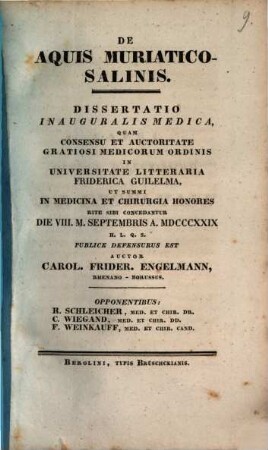 9.
DE
AQUIS MURIATICO-
SALINIS.
DISSERTATIO
INAUGURALIS MEDICA,
QUAM
CONSENSU ET AUCTORITATE
GRATIOSI MEDICORUM ORDINIS
IN
UNIVERSITATE LITTERARIA
FRIDERICA GUILELMA,
UT SUMMI
IN MEDICINA ET CHIRURGIA HONORES
RITE SIBI CONCEDANTUR
DIE VIII. M. SEPTEMBRIS A. MDCCCXXIX
H. L. Q. S.
PUBLICE DEFENSURUS EST
AUCTOR
CAROL. FRIDER. ENGELMANN,
RHENANO-BORUSSUS.
OPPONENTIBUS:
H. SCHLEICHER, MED. ET CHIR. DR.
C. WIEGAND, MED. ET CHIR. DD.
F. WEINKAUFF, MED. ET CHIR. CAND.
BEROLINI, TYPIS BRÜSCHCKIANIS.